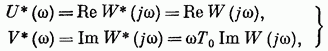 U* (ω) = Re W* (jω) = Re W (jω),
V* (ω) = Im W* (jω) = ωT₀ Im W (jω), }